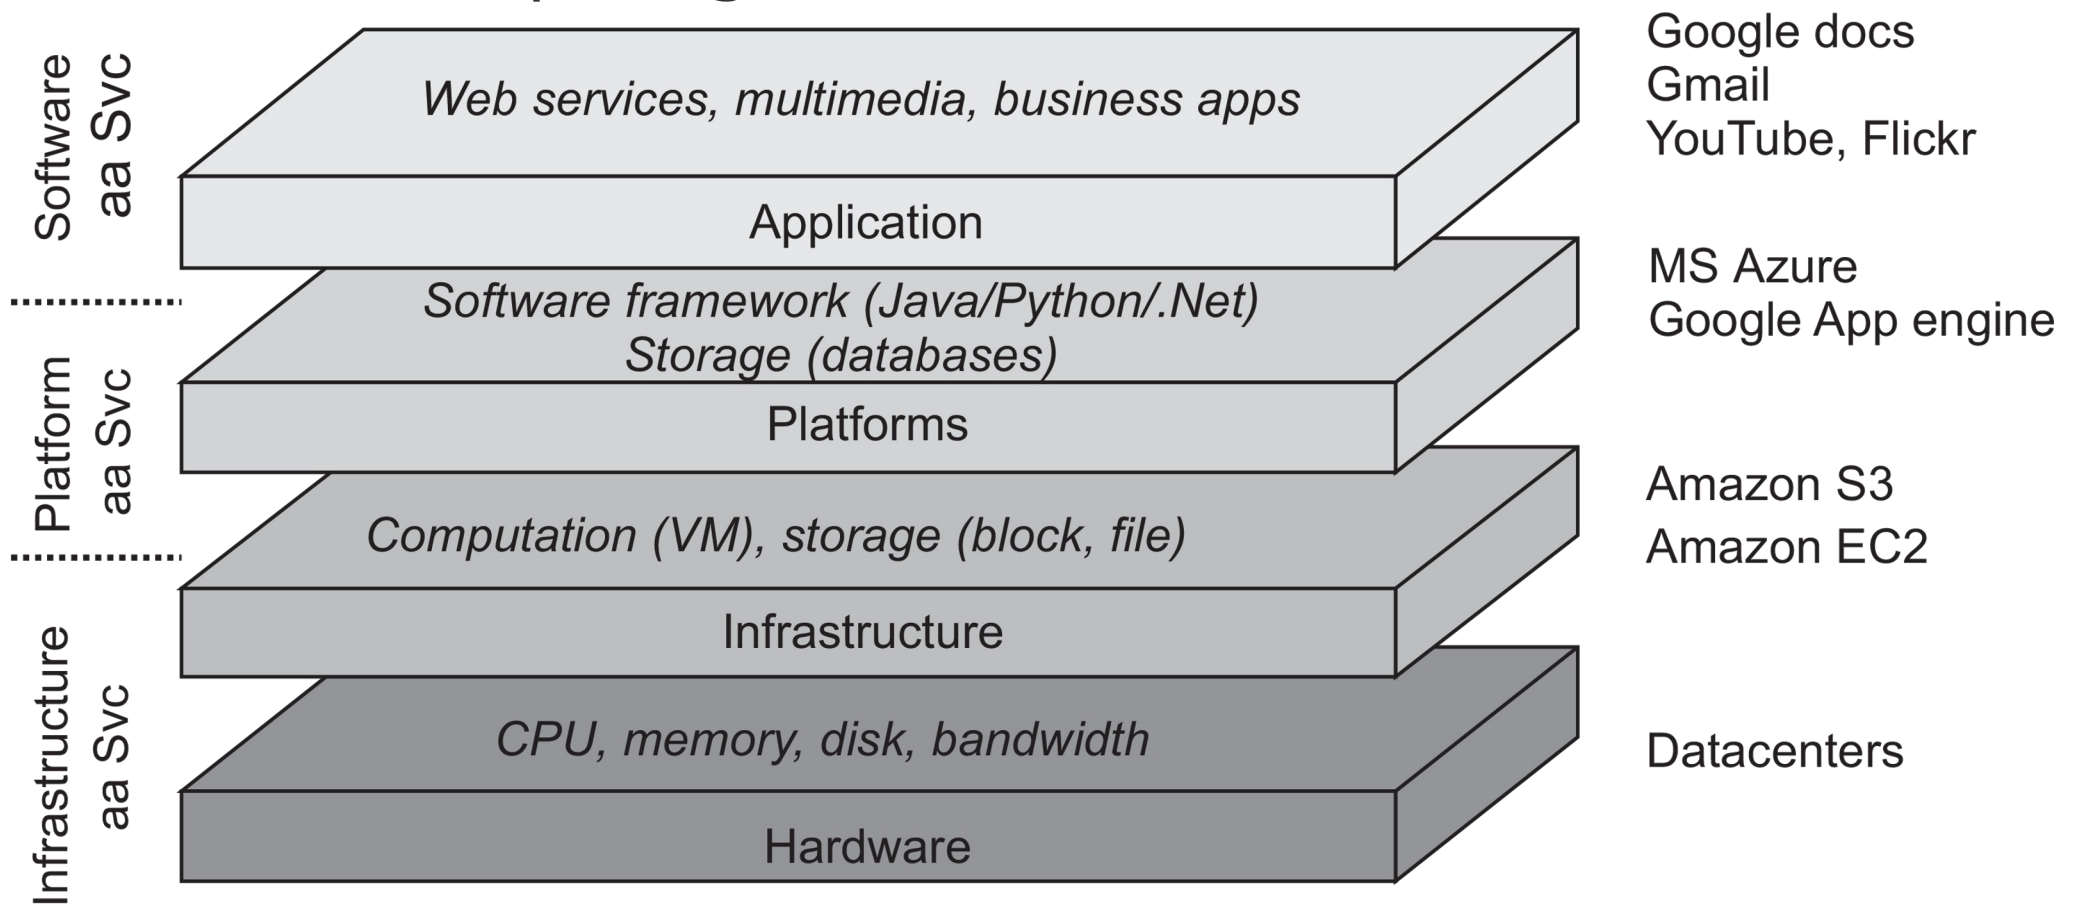 Software
aa Svc
Web services, multimedia, business apps
Application
Google docs
Gmail
YouTube, Flickr
Platform
aa Svc
Software framework (Java/Python/.Net)
Storage (databases)
Platforms
MS Azure
Google App engine
Infrastructure
aa Svc
Computation (VM), storage (block, file)
Infrastructure
Amazon S3
Amazon EC2
CPU, memory, disk, bandwidth
Hardware
Datacenters